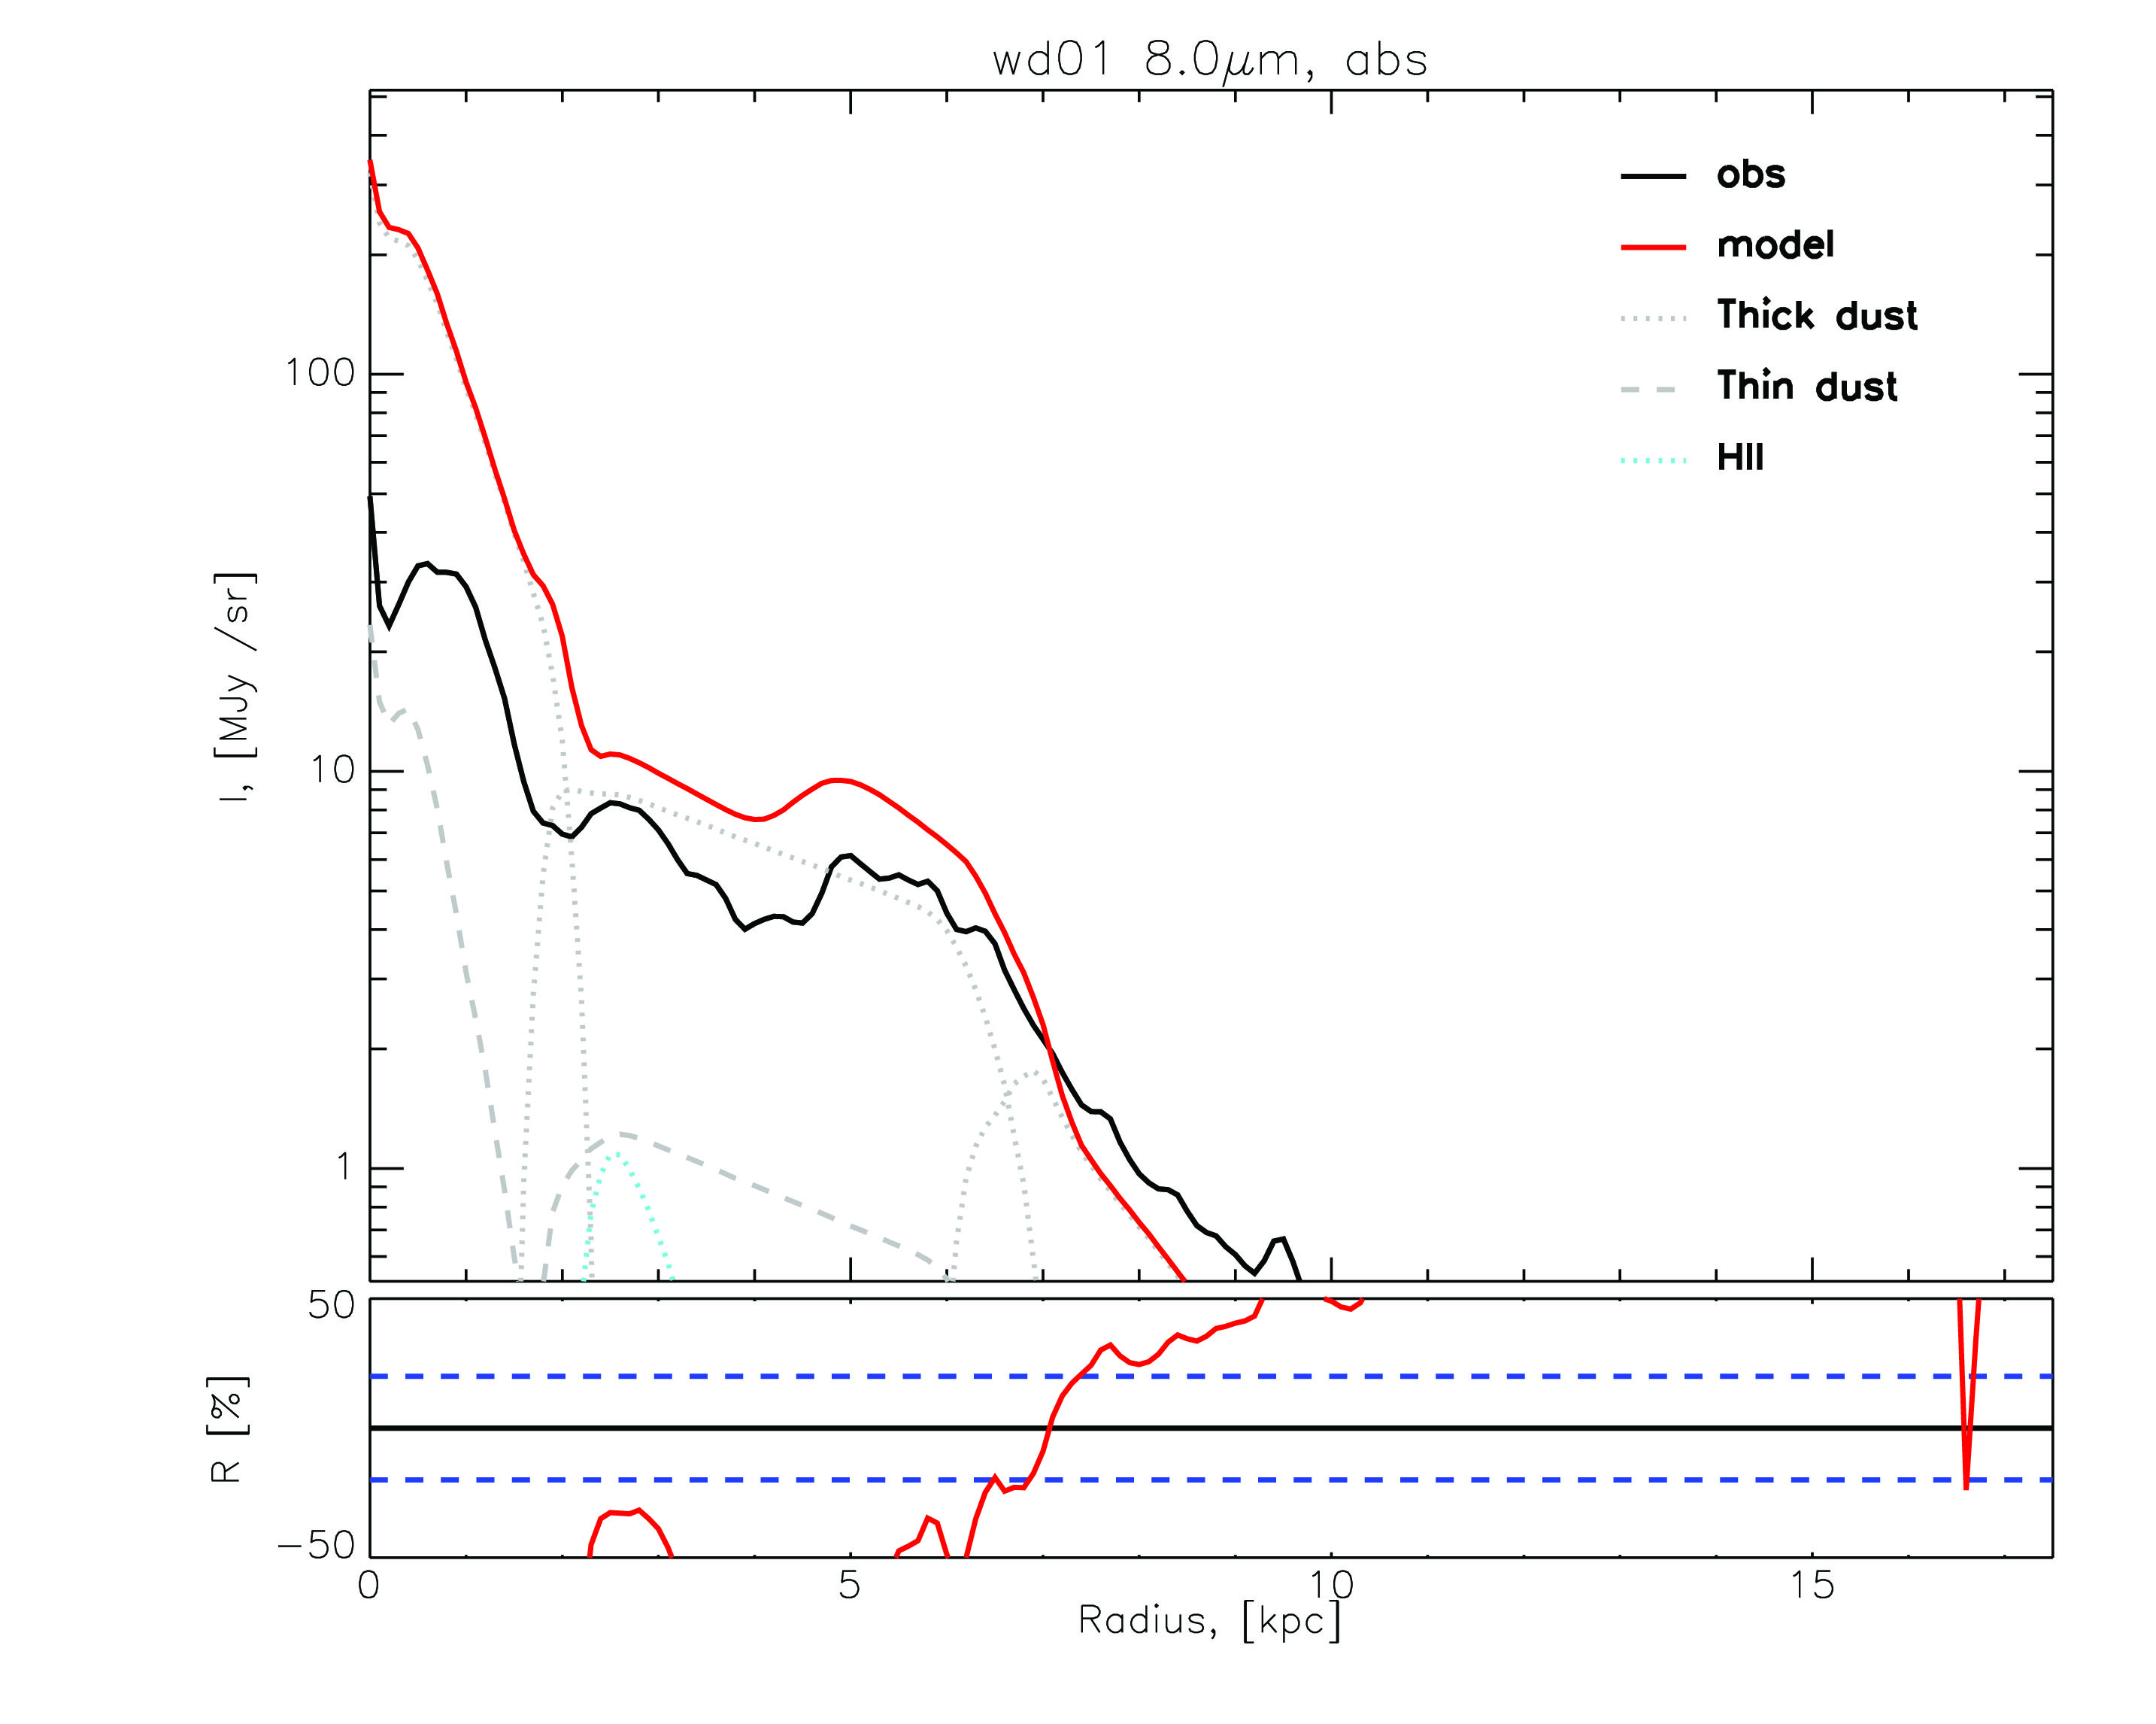 wd01 8.0μm, abs
obs
model
Thick dust
Thin dust
HII
100
10
1
I, [MJy /sr]
50
-50
R [%]
0 5 10 15
Radius, [kpc]